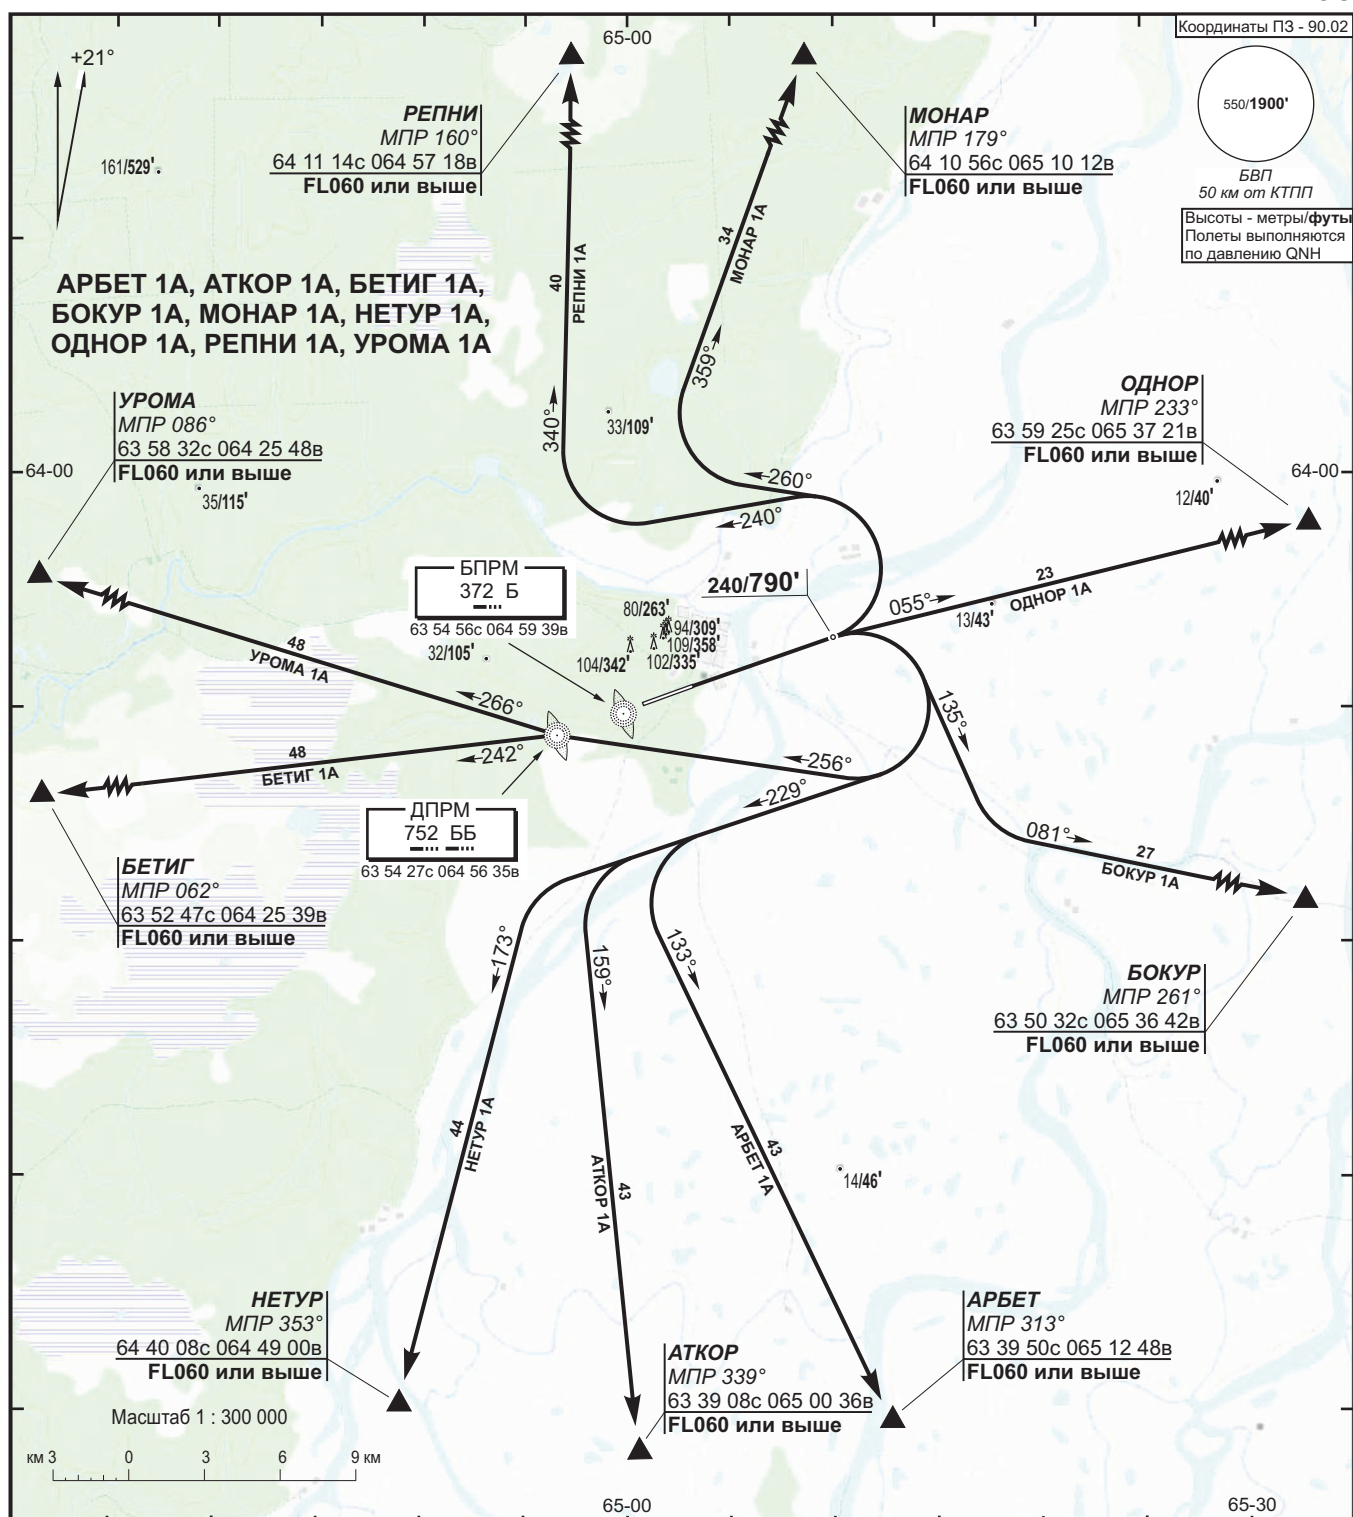 65-00
Координаты ПЗ - 90.02
+21°
550/1900'
БВП
50 км от КТПП
Высоты - метры/футы
Полеты выполняются
по давлению QNH
РЕПНИ
МПР 160°
64 11 14с 064 57 18в
FL060 или выше
МОНАР
МПР 179°
64 10 56с 065 10 12в
FL060 или выше
161/529'
40
РЕПНИ 1А
34
МОНАР 1А
АРБЕТ 1А, АТКОР 1А, БЕТИГ 1А,
БОКУР 1А, МОНАР 1А, НЕТУР 1А,
ОДНОР 1А, РЕПНИ 1А, УРОМА 1А
340°
359°
33/109'
УРОМА
МПР 086°
63 58 32с 064 25 48в
FL060 или выше
ОДНОР
МПР 233°
63 59 25с 065 37 21в
FL060 или выше
64-00
64-00
35/115'
12/40'
260°
240°
БПРМ
372 Б
63 54 56с 064 59 39в
240/790'
055°
23
ОДНОР 1А
13/43'
80/263'
94/309'
109/358'
102/335'
104/342'
32/105'
48
УРОМА 1А
266°
242°
48
БЕТИГ 1А
256°
229°
135°
081°
27
БОКУР 1А
ДПРМ
752 ББ
63 54 27с 064 56 35в
БЕТИГ
МПР 062°
63 52 47с 064 25 39в
FL060 или выше
173°
159°
133°
БОКУР
МПР 261°
63 50 32с 065 36 42в
FL060 или выше
44
НЕТУР 1А
43
АТКОР 1А
43
АРБЕТ 1А
14/46'
НЕТУР
МПР 353°
64 40 08с 064 49 00в
FL060 или выше
АТКОР
МПР 339°
63 39 08с 065 00 36в
FL060 или выше
АРБЕТ
МПР 313°
63 39 50с 065 12 48в
FL060 или выше
Масштаб 1 : 300 000
км 3 0 3 6 9 км
65-00
65-30